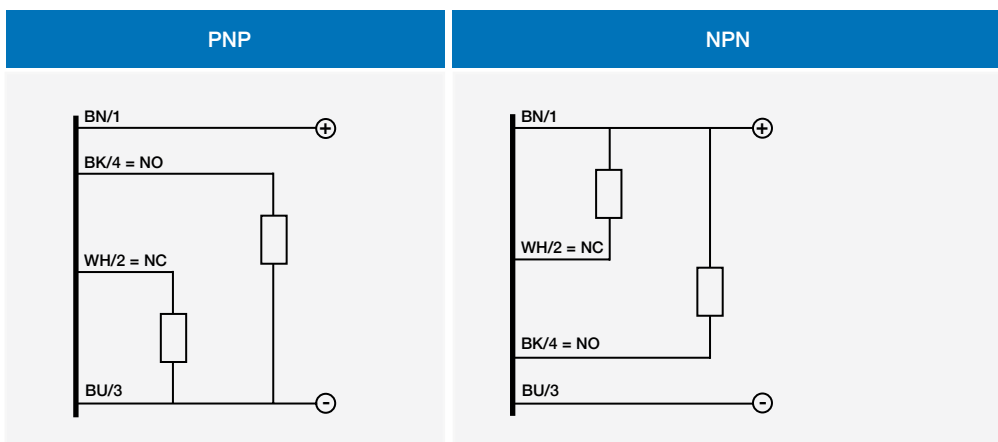 PNP
BN/1
+
BK/4 = NO
WH/2 = NC
BU/3
-
NPN
BN/1
+
WH/2 = NC
BK/4 = NO
BU/3
-